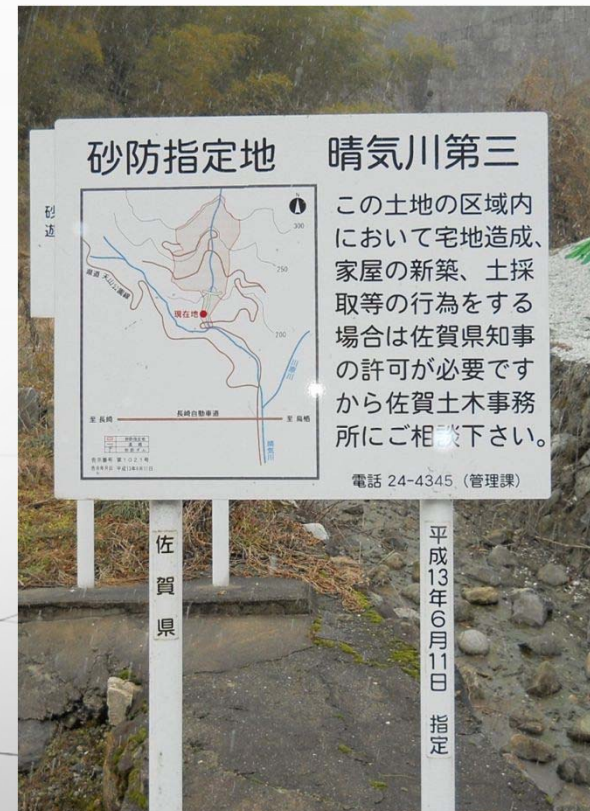 砂防指定地 晴気川第三
この土地の区域内
において宅地造成、
家屋の新築、土採
取等の行為をする
場合は佐賀県知事
の許可が必要です
から佐賀土木事務
所にご相談下さい。
電話 24-4345 (管理課)
N
300
250
200
現在地
至長崎
長崎自動車道
至鳥栖
晴気川
佐賀県
平成13年6月11日 指定
砂
遊